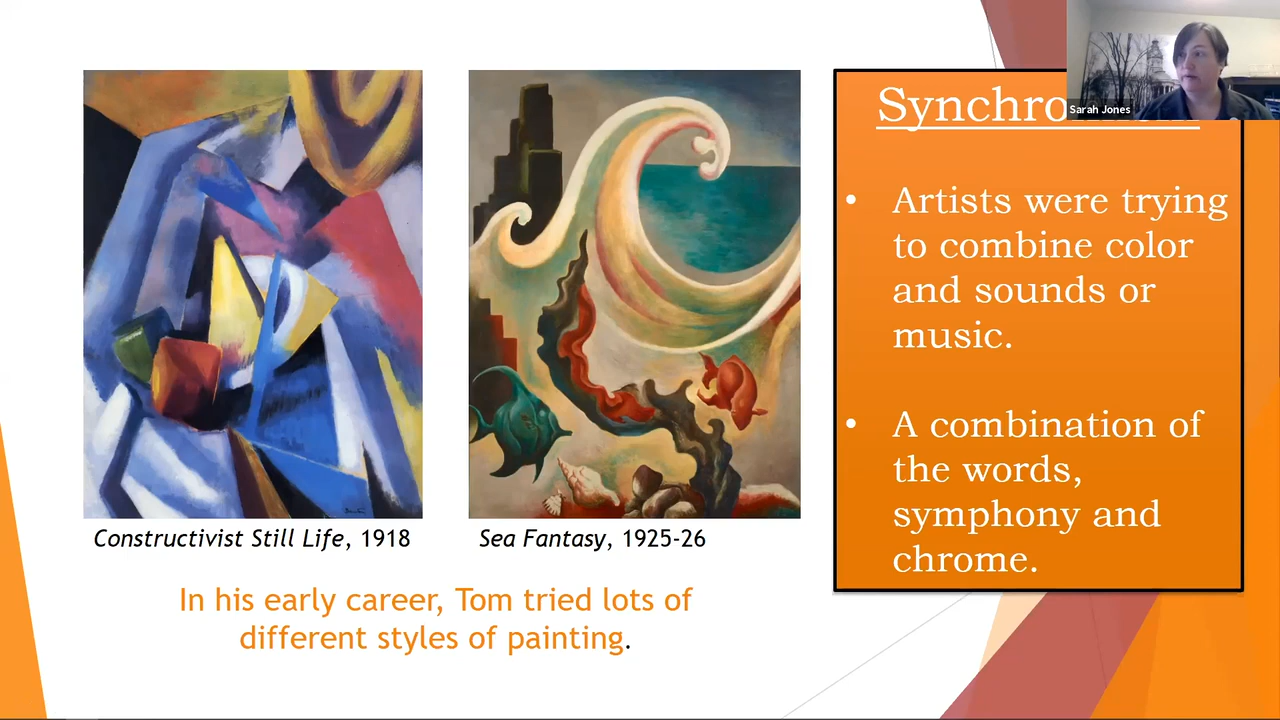 Constructivist Still Life, 1918
Sea Fantasy, 1925-26
In his early career, Tom tried lots of
different styles of painting.
Sarah Jones
• Artists were trying
to combine color
and sounds or
music.
• A combination of
the words,
symphony and
chrome.